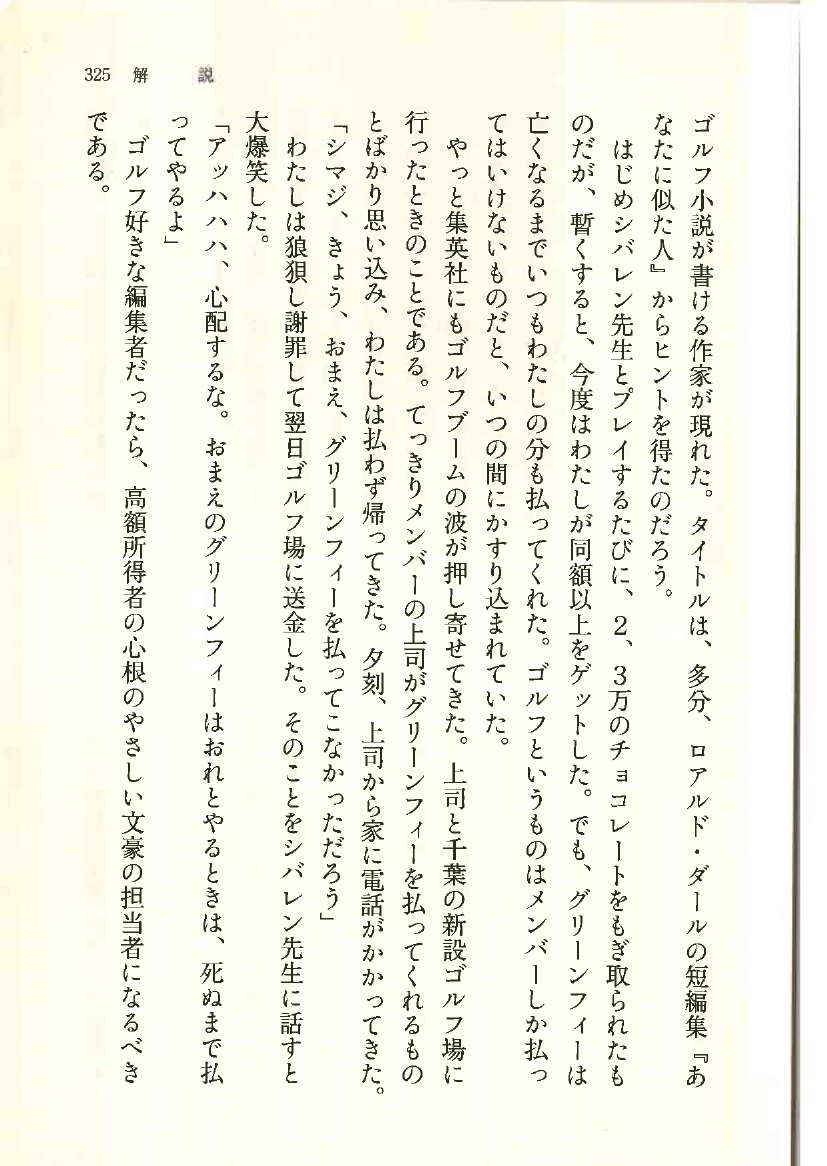 325 解 説
ゴルフ小説が書ける作家が現れた。タイトルは、多分、ロアルド・ダールの短編集『あ
なたに似た人』からヒントを得たのだろう。
はじめシバレン先生とプレイするたびに、2、3万のチョコレートをもぎ取られたも
のだが、暫くすると、今度はわたしが同額以上をゲットした。でも、グリーンフィーは
亡くなるまでいつもわたしの分も払ってくれた。ゴルフというものはメンバーしか払っ
てはいけないものだと、いつの間にかすり込まれていた。
やっと集英社にもゴルフブームの波が押し寄せてきた。上司と千葉の新設ゴルフ場に
行ったときのことである。てっきりメンバーの上司がグリーンフィーを払ってくれるもの
とばかり思い込み、わたしは払わず帰ってきた。夕刻、上司から家に電話がかかってきた。
「シマジ、きょう、おまえ、グリーンフィーを払ってこなかっただろう」
わたしは狼狽し謝罪して翌日ゴルフ場に送金した。そのことをシバレン先生に話すと
大爆笑した。
「アッハハハ、心配するな。おまえのグリーンフィーはおれとやるときは、死ぬまで払
ってやるよ」
ゴルフ好きな編集者だったら、高額所得者の心根のやさしい文豪の担当者になるべき
である。